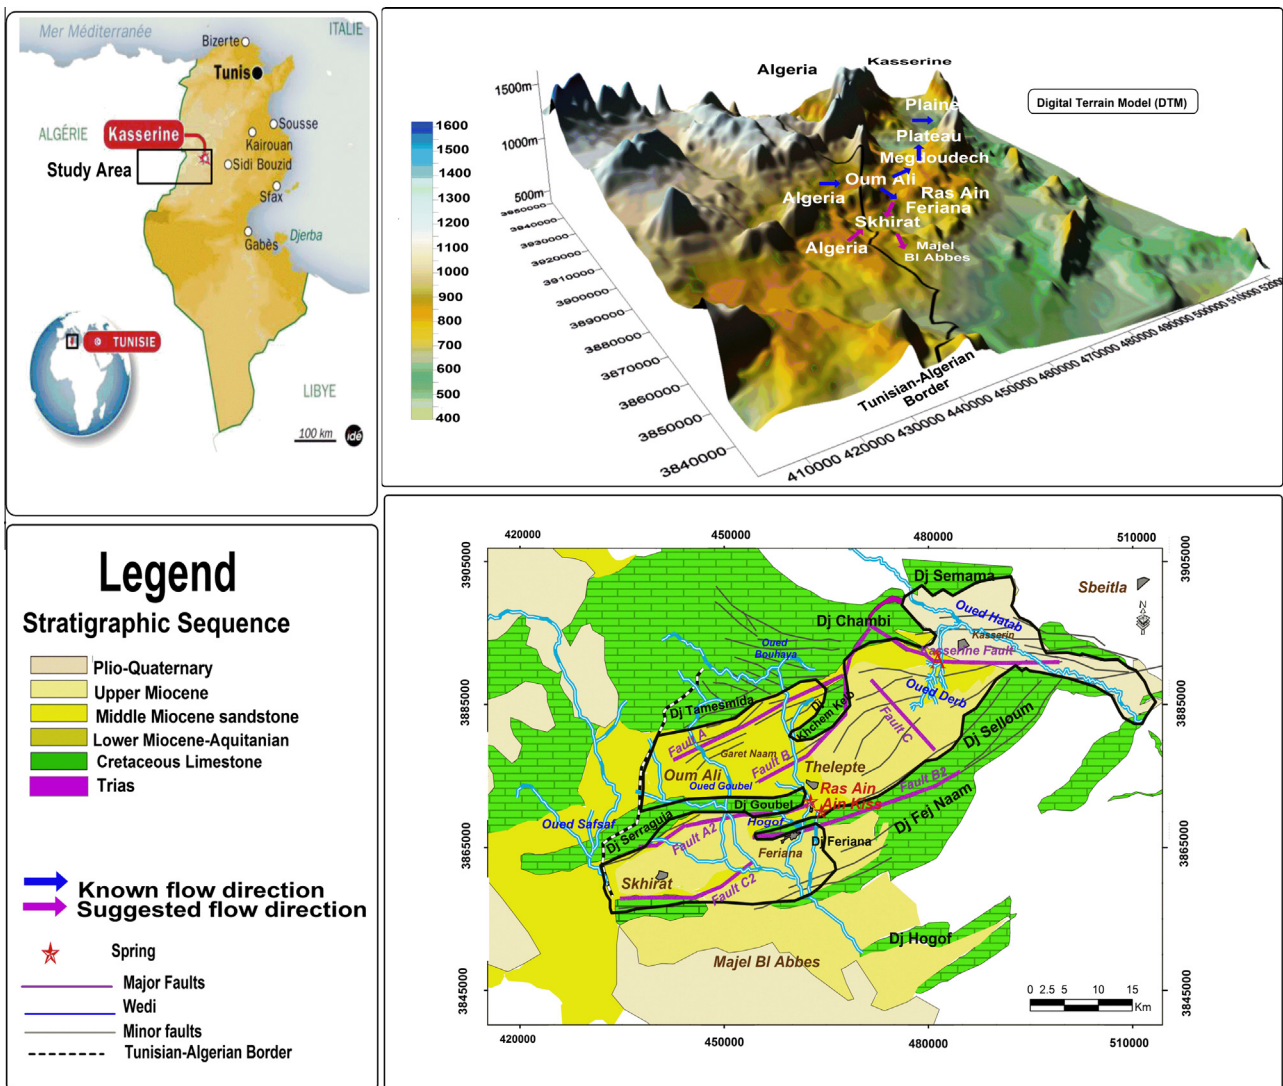 Mer Méditerranée
ITALIE
Bizerte
Tunis
ALGÉRIE
Kasserine
Sousse
Kairouan
Study Area
Sidi Bouzid
Sfax
Gabès
Djerba
TUNISIE
LIBYE
100 km
idé
Algeria
Kasserine
Digital Terrain Model (DTM)
Plaine
Plateau
Megdoudech
Oum Ali
Algeria
Ras Ain
Feriana
Skhirat
Algeria
Majel
Bl Abbes
Tunisian-Algerian
Border
1500m
1000m
500m
1600
1500
1400
1300
1200
1100
1000
900
800
700
600
500
400
3950000
3940000
3930000
3920000
3910000
3900000
3890000
3880000
3870000
3860000
3850000
3840000
410000
420000
430000
440000
450000
460000
470000
480000
490000
500000
510000
Legend
Stratigraphic Sequence
Plio-Quaternary
Upper Miocene
Middle Miocene sandstone
Lower Miocene-Aquitanian
Cretaceous Limestone
Trias
Known flow direction
Suggested flow direction
Spring
Major Faults
Wedi
Minor faults
Tunisian-Algerian Border
420000
450000
480000
510000
3905000
3905000
Dj Semama
Sbeitla
N
Oued Hatab
Dj Chambi
Kasserin
Kasserine Fault
Oued
Bouhaya
Oued Derb
3885000
3885000
Dj Tamesmida
Dj
Khchem Kelb
Fault A
Fault C
Dj Selloum
Garet Naam
Fault B
Thelepte
Oum Ali
Oued Goubel
Ras Ain
Fault B2
Dj Goubel
Ain Kiss
Oued Safsaf
Hogof
Dj Fej Naam
Dj Serraguia
Fault A2
Dj Feriana
3865000
3865000
Feriana
Skhirat
Fault C2
Dj Hogof
Majel Bl Abbes
3845000
3845000
0 2.5 5 10 15
Km
420000
450000
480000
510000